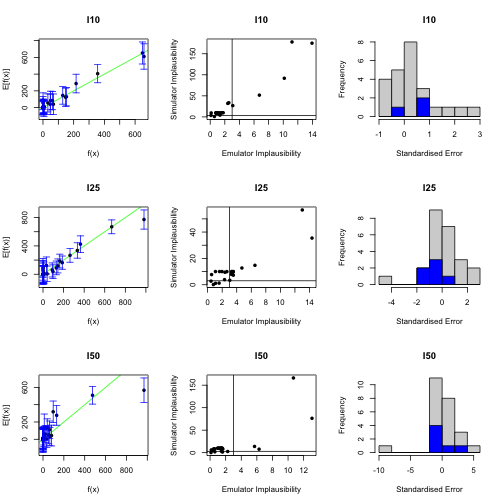 I10
I10
I10
E[f(x)]
0 200 400 600 800
0 200 400 600
f(x)
Simulator Implausibility
0 50 100 150
0 2 4 6 8 10 12 14
Emulator Implausibility
Frequency
0 2 4 6 8
-1 0 1 2 3
Standardised Error
I25
I25
I25
E[f(x)]
0 400 800
0 200 400 600 800
f(x)
Simulator Implausibility
0 20 40
0 2 4 6 8 10 12 14
Emulator Implausibility
Frequency
0 2 4 6 8
-4 -2 0 2
Standardised Error
I50
I50
I50
E[f(x)]
0 200 600
0 200 400 600 800
f(x)
Simulator Implausibility
0 50 100 150
0 2 4 6 8 10 12
Emulator Implausibility
Frequency
0 2 4 6 8 10
-10 -5 0 5
Standardised Error